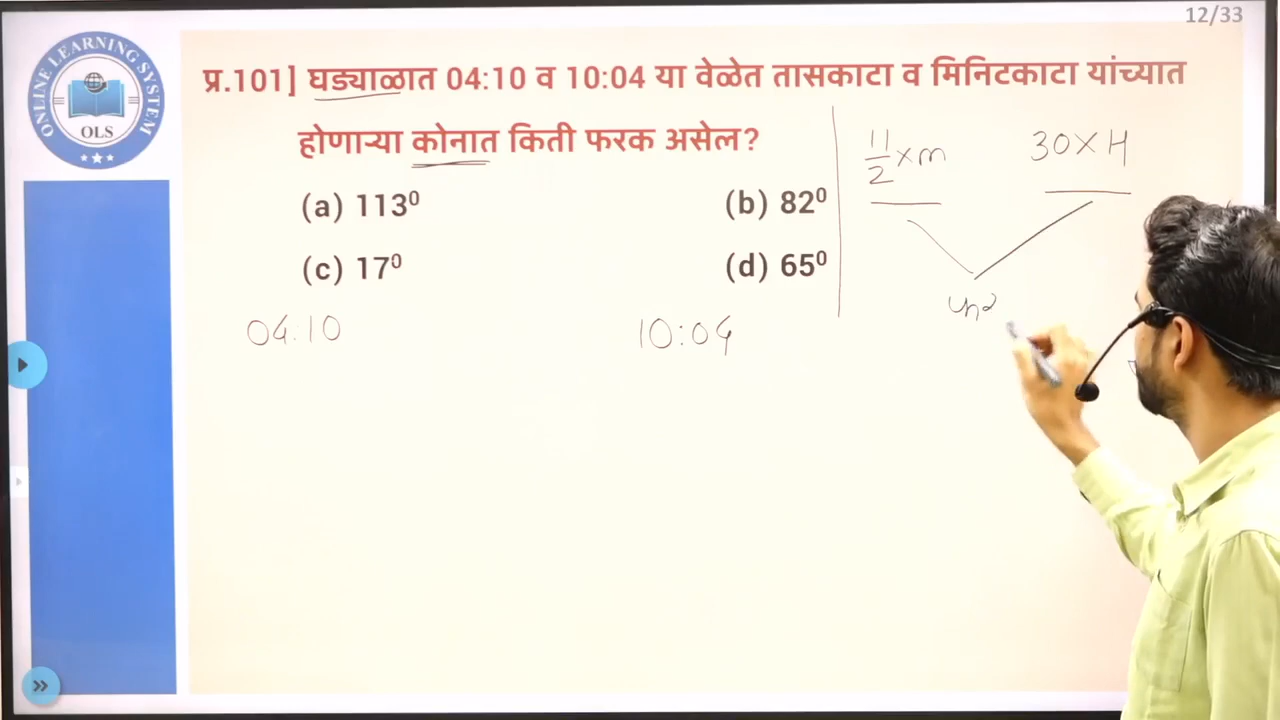 12/33
ONLINE LEARNING SYSTEM
OLS
प्र.101] घड्याळात 04:10 व 10:04 या वेळेत तासकाटा व मिनिटकाटा यांच्यात
होणाऱ्या कोनात किती फरक असेल?
(a) 113⁰ (b) 82⁰
(c) 17⁰ (d) 65⁰
11/2 × m 30 × H
04:10 10:04